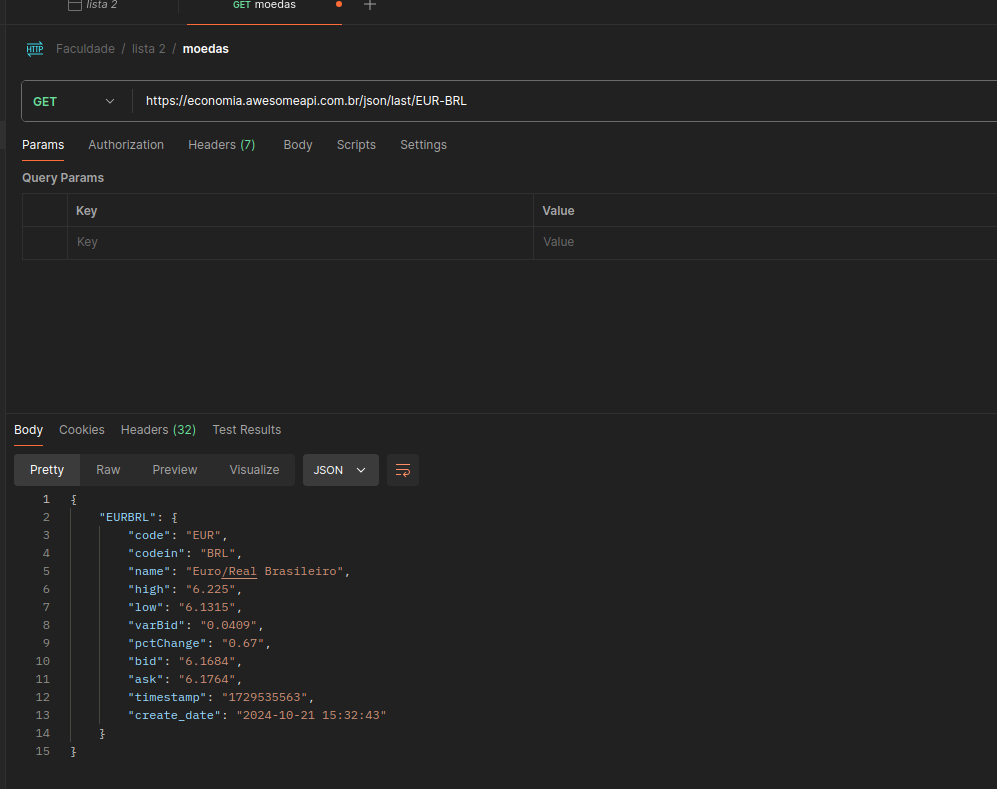 lista 2 GET moedas
HTTP Faculdade / lista 2 / moedas
GET https://economia.awesomeapi.com.br/json/last/EUR-BRL
Params Authorization Headers (7) Body Scripts Settings
Query Params
Key Value
Key Value
Body Cookies Headers (32) Test Results
Pretty Raw Preview Visualize JSON
1 {
2 "EURBRL": {
3 "code": "EUR",
4 "codein": "BRL",
5 "name": "Euro/Real Brasileiro",
6 "high": "6.225",
7 "low": "6.1315",
8 "varBid": "0.0409",
9 "pctChange": "0.67",
10 "bid": "6.1684",
11 "ask": "6.1764",
12 "timestamp": "1729535563",
13 "create_date": "2024-10-21 15:32:43"
14 }
15 }